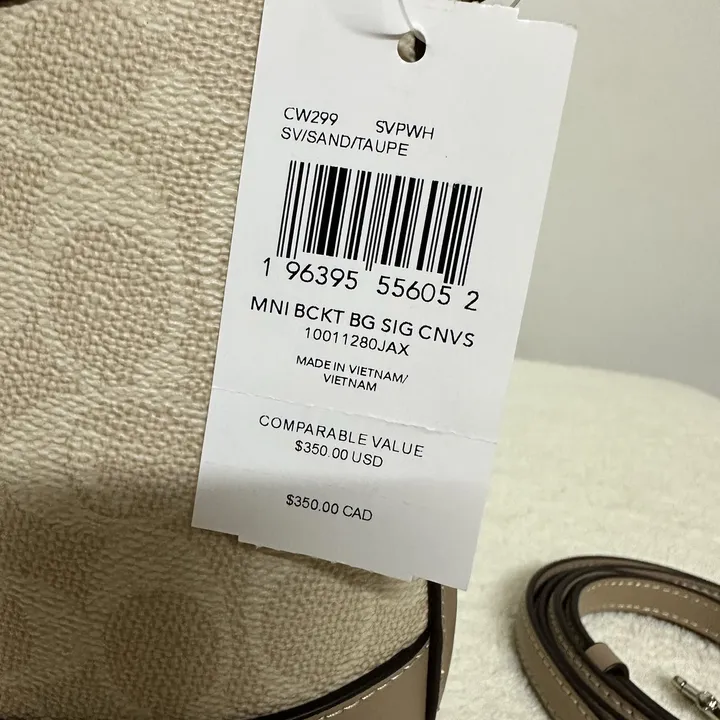 CW299 SVPWH
SV/SAND/TAUPE
1 96395 55605 2
MNI BCKT BG SIG CNVS
10011280JAX
MADE IN VIETNAM/
VIETNAM
COMPARABLE VALUE
$350.00 USD
$350.00 CAD